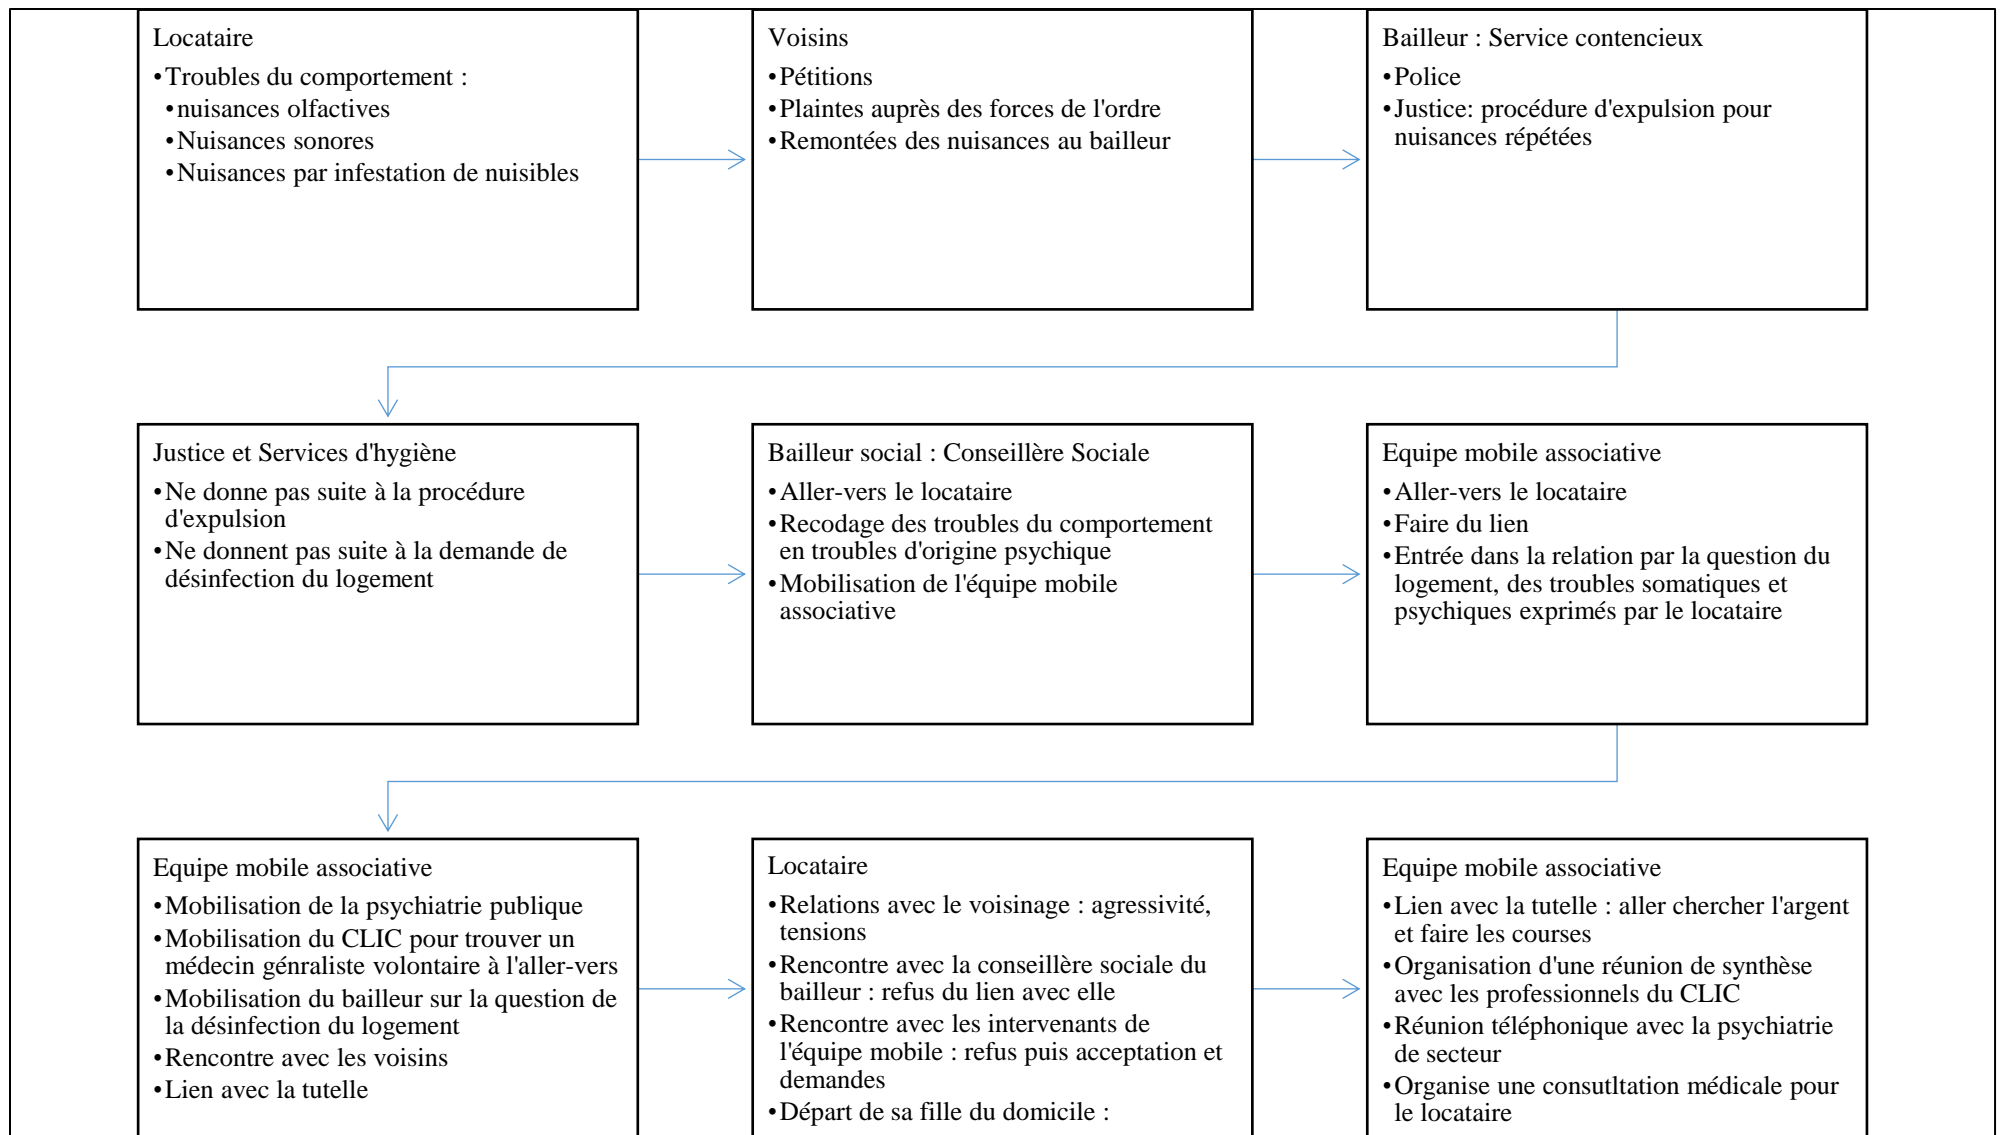 Locataire
•Troubles du comportement :
•nuisances olfactives
•Nuisances sonores
•Nuisances par infestation de nuisibles
Voisins
•Pétitions
•Plaintes auprès des forces de l'ordre
•Remontées des nuisances au bailleur
Bailleur : Service contencieux
•Police
•Justice: procédure d'expulsion pour
nuisances répétées
Justice et Services d'hygiène
•Ne donne pas suite à la procédure
d'expulsion
•Ne donnent pas suite à la demande de
désinfection du logement
Bailleur social : Conseillère Sociale
•Aller-vers le locataire
•Recodage des troubles du comportement
en troubles d'origine psychique
•Mobilisation de l'équipe mobile
associative
Equipe mobile associative
•Aller-vers le locataire
•Faire du lien
•Entrée dans la relation par la question du
logement, des troubles somatiques et
psychiques exprimés par le locataire
Equipe mobile associative
•Mobilisation de la psychiatrie publique
•Mobilisation du CLIC pour trouver un
médecin génraliste volontaire à l'aller-vers
•Mobilisation du bailleur sur la question de
la désinfection du logement
•Rencontre avec les voisins
•Lien avec la tutelle
Locataire
•Relations avec le voisinage : agressivité,
tensions
•Rencontre avec la conseillère sociale du
bailleur : refus du lien avec elle
•Rencontre avec les intervenants de
l'équipe mobile : refus puis acceptation et
demandes
•Départ de sa fille du domicile :
Equipe mobile associative
•Lien avec la tutelle : aller chercher l'argent
et faire les courses
•Organisation d'une réunion de synthèse
avec les professionnels du CLIC
•Réunion téléphonique avec la psychiatrie
de secteur
•Organise une consutltation médicale pour
le locataire